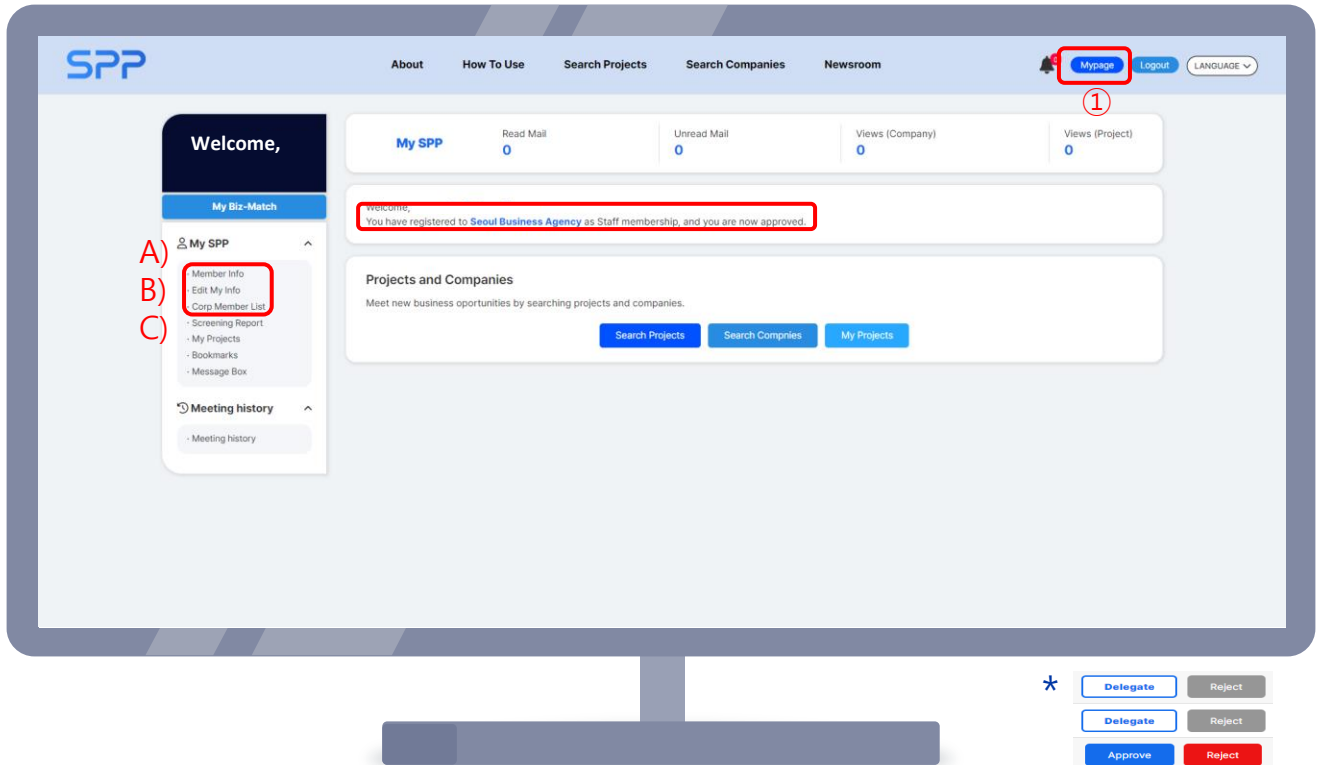 SPP
About How To Use Search Projects Search Companies Newsroom
Mypage Logout LANGUAGE
①
Welcome,
My Biz-Match
My SPP
A)
B)
C)
· Member Info
· Edit My Info
· Corp Member List
· Screening Report
· My Projects
· Bookmarks
· Message Box
Meeting history
· Meeting history
My SPP
Read Mail
0
Unread Mail
0
Views (Company)
0
Views (Project)
0
Welcome,
You have registered to Seoul Business Agency as Staff membership, and you are now approved.
Projects and Companies
Meet new business oportunities by searching projects and companies.
Search Projects Search Compnies My Projects
* Delegate Reject
Delegate Reject
Approve Reject